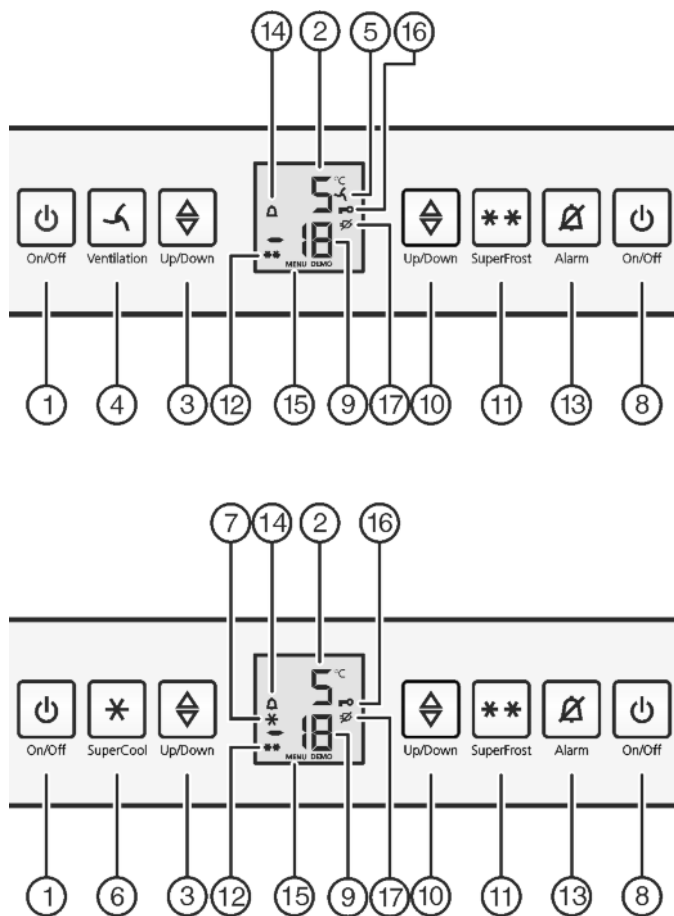 14 2 5 16
5 °C
18
MENU DEMO
On/Off Ventilation Up/Down Up/Down SuperFrost Alarm On/Off
1 4 3 12 15 9 17 10 11 13 8
7 14 2 16
5 °C
18
MENU DEMO
On/Off SuperCool Up/Down Up/Down SuperFrost Alarm On/Off
1 6 3 12 15 9 17 10 11 13 8